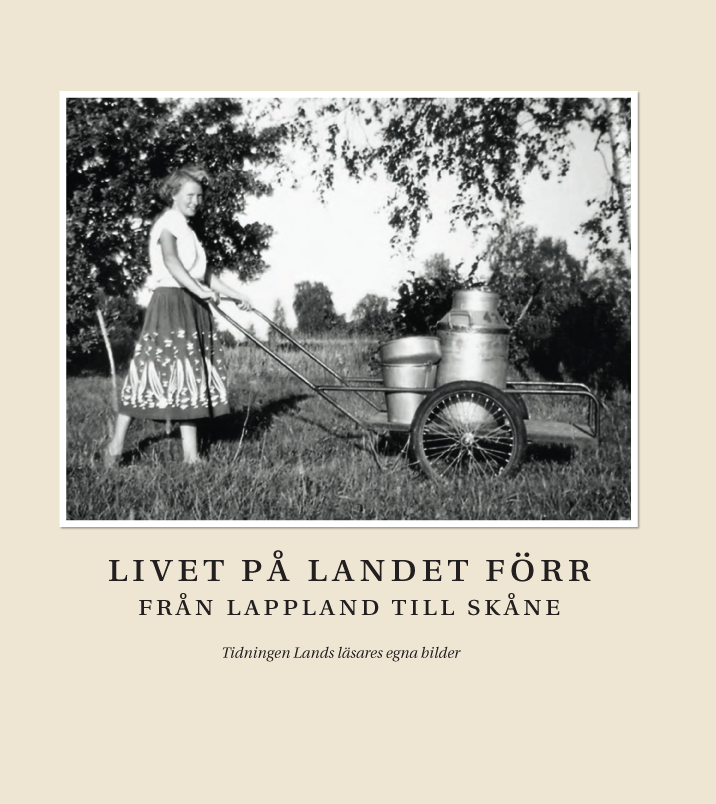 LIVET PÅ LANDET FÖRR
FRÅN LAPPLAND TILL SKÅNE
Tidningen Lands läsares egna bilder